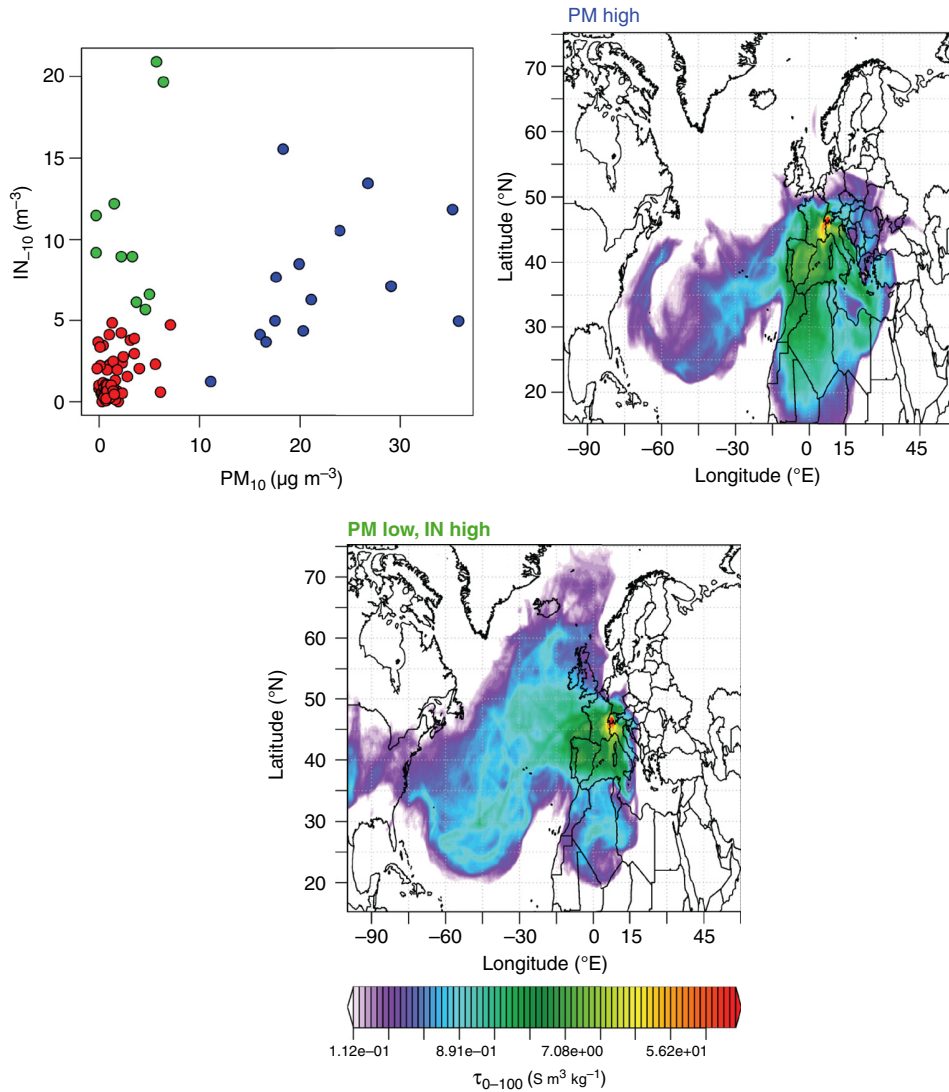 PM high
20
15
10
5
0
IN₋₁₀ (m⁻³)
0 10 20 30
PM₁₀ (µg m⁻³)
70
60
50
40
30
20
Latitude (°N)
−90 −60 −30 0 15 45
Longitude (°E)
PM low, IN high
70
60
50
40
30
20
Latitude (°N)
−90 −60 −30 0 15 45
Longitude (°E)
1.12e−01 8.91e−01 7.08e+00 5.62e+01
τ₀₋₁₀₀ (S m³ kg⁻¹)